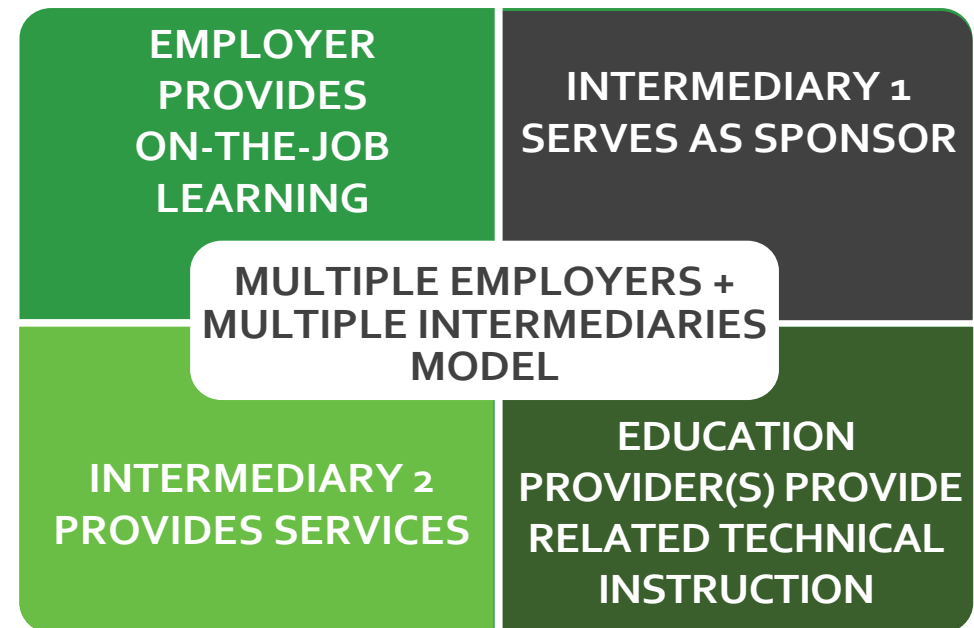 EMPLOYER
PROVIDES
ON-THE-JOB
LEARNING
INTERMEDIARY 1
SERVES AS SPONSOR
MULTIPLE EMPLOYERS +
MULTIPLE INTERMEDIARIES
MODEL
INTERMEDIARY 2
PROVIDES SERVICES
EDUCATION
PROVIDER(S) PROVIDE
RELATED TECHNICAL
INSTRUCTION